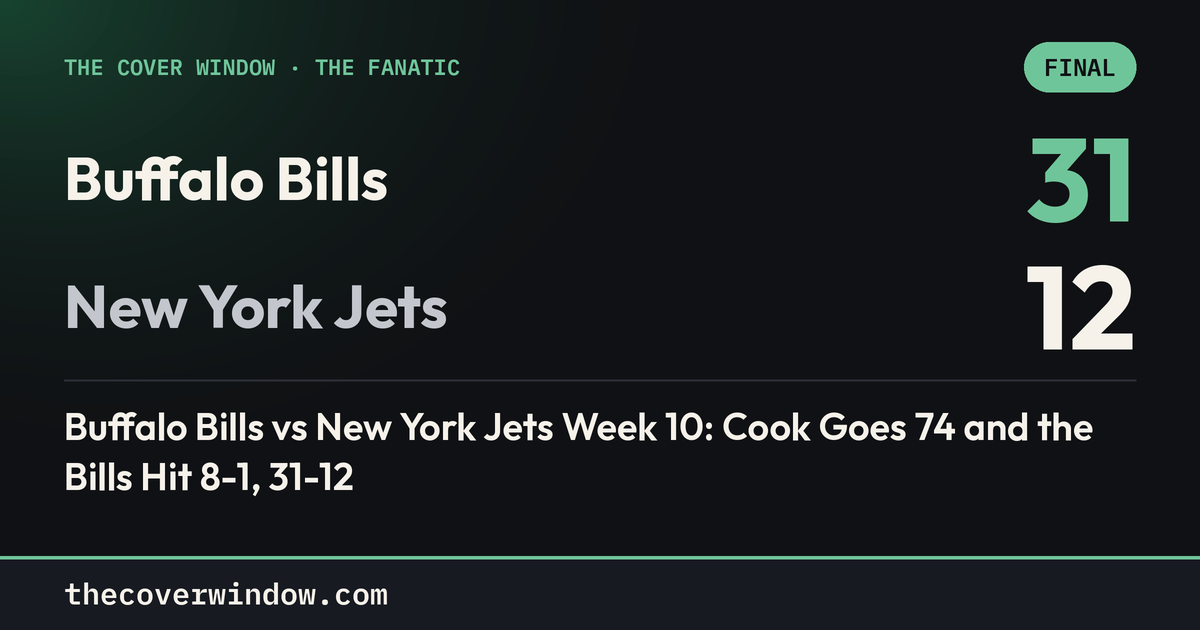 THE COVER WINDOW · THE FANATIC
FINAL
Buffalo Bills
31
New York Jets
12
Buffalo Bills vs New York Jets Week 10: Cook Goes 74 and the
Bills Hit 8-1, 31-12
thecoverwindow.com